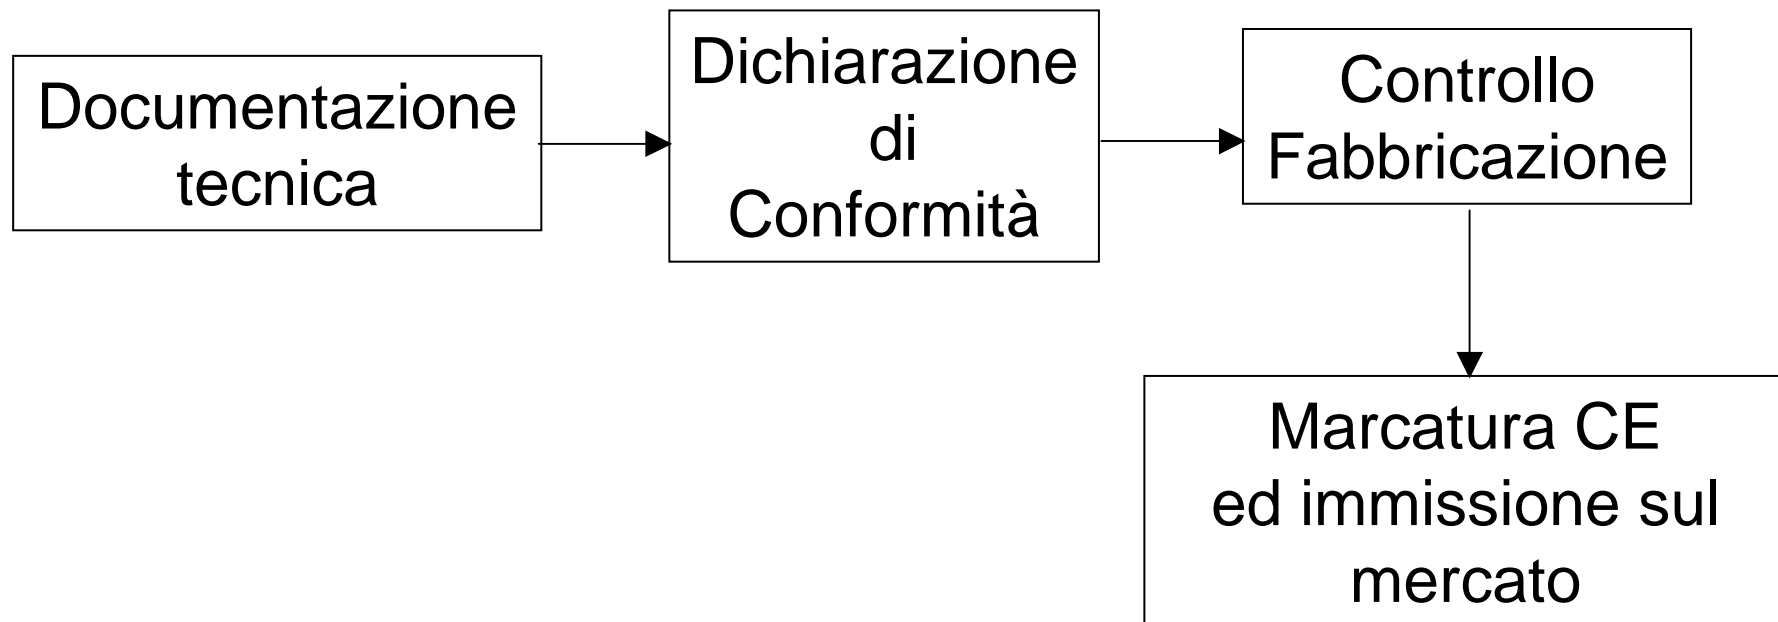 Documentazione
tecnica
Dichiarazione
di
Conformità
Controllo
Fabbricazione
Marcatura CE
ed immissione sul
mercato